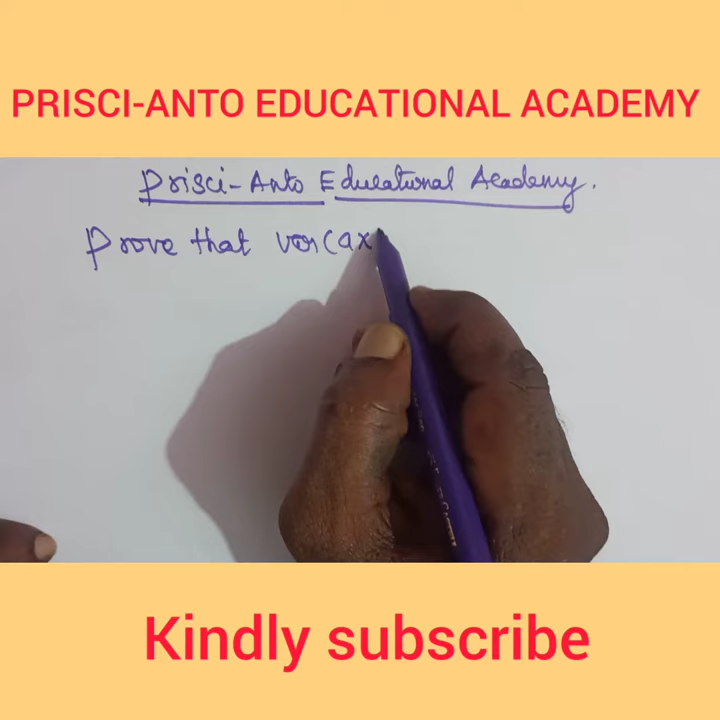 PRISCI-ANTO EDUCATIONAL ACADEMY
Prisci-Anto Educational Academy.
Prove that var(ax
Kindly subscribe